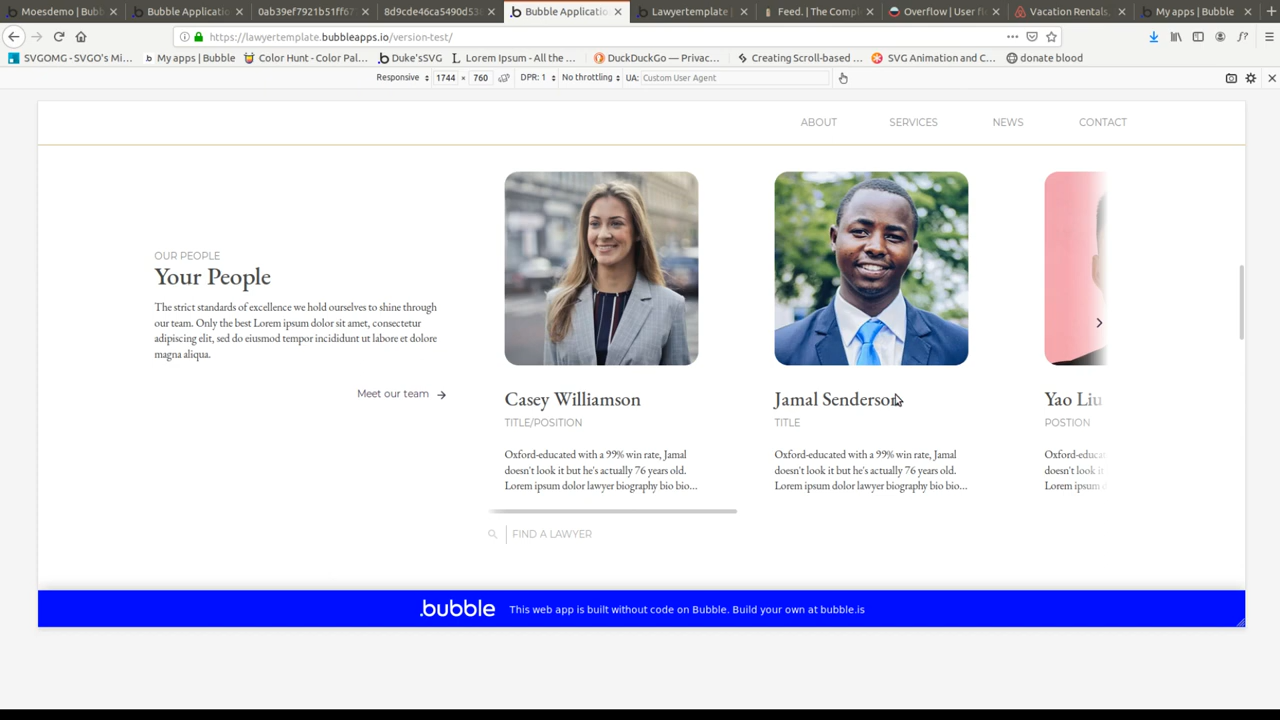 Moesdemo | Bubb
Bubble Applicatio
0ab39ef7921b51ff67
8d9cde46ca5490d53
Bubble Applicatio
Lawyertemplate |
Feed. | The Compl
Overflow | User fl
Vacation Rentals,
My apps | Bubble
https://lawyertemplate.bubbleapps.io/version-test/
SVGOMG - SVGO's Mi…
My apps | Bubble
Color Hunt - Color Pal…
Duke'sSVG
Lorem Ipsum - All the …
DuckDuckGo — Privac…
Creating Scroll-based …
SVG Animation and C…
donate blood
Responsive 1744 × 760 DPR: 1 No throttling UA: Custom User Agent
ABOUT SERVICES NEWS CONTACT
OUR PEOPLE
Your People
The strict standards of excellence we hold ourselves to shine through
our team. Only the best Lorem ipsum dolor sit amet, consectetur
adipiscing elit, sed do eiusmod tempor incididunt ut labore et dolore
magna aliqua.
Meet our team
Casey Williamson
TITLE/POSITION
Oxford-educated with a 99% win rate, Jamal
doesn't look it but he's actually 76 years old.
Lorem ipsum dolor lawyer biography bio bio...
Jamal Senderson
TITLE
Oxford-educated with a 99% win rate, Jamal
doesn't look it but he's actually 76 years old.
Lorem ipsum dolor lawyer biography bio bio...
Yao Liu
POSTION
Oxford-educat
doesn't look it
Lorem ipsum d
FIND A LAWYER
.bubble
This web app is built without code on Bubble. Build your own at bubble.is